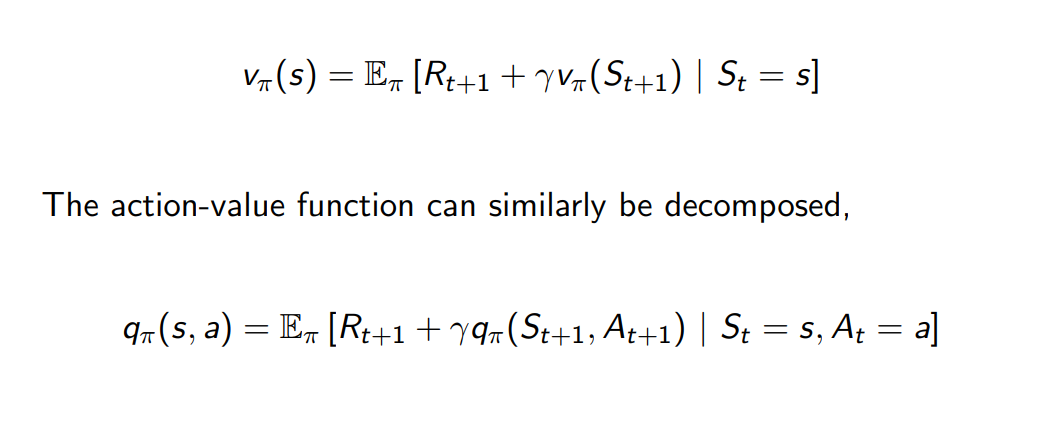 v_π(s) = 𝔼_π [R_{t+1} + γv_π(S_{t+1}) | S_t = s]
The action-value function can similarly be decomposed,
q_π(s, a) = 𝔼_π [R_{t+1} + γq_π(S_{t+1}, A_{t+1}) | S_t = s, A_t = a]